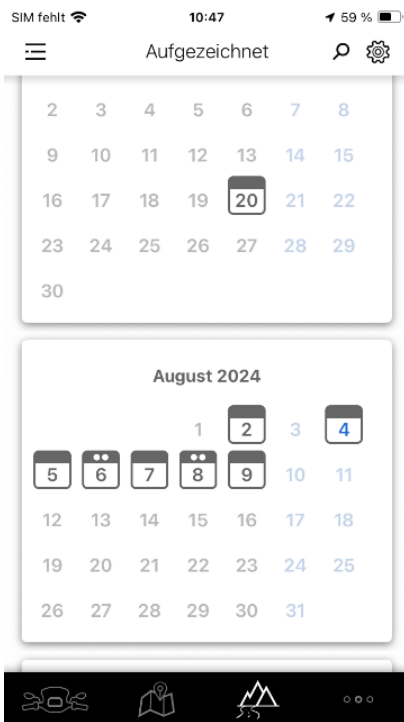 SIM fehlt 10:47 59 %
Aufgezeichnet
2 3 4 5 6 7 8
9 10 11 12 13 14 15
16 17 18 19 20 21 22
23 24 25 26 27 28 29
30
August 2024
1 2 3 4
5 6 7 8 9 10 11
12 13 14 15 16 17 18
19 20 21 22 23 24 25
26 27 28 29 30 31